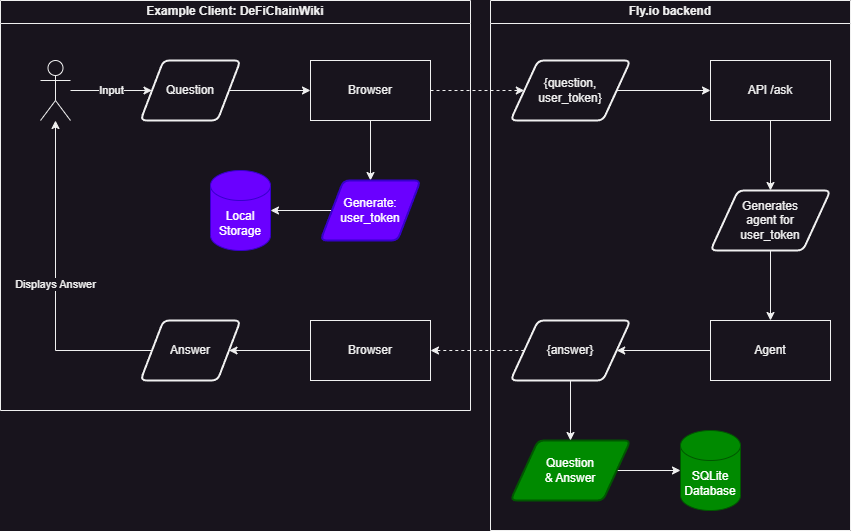 Example Client: DeFiChainWiki
Fly.io backend
Input
Question
Browser
{question,
user_token}
API /ask
Generate:
user_token
Local
Storage
Generates
agent for
user_token
Displays Answer
Answer
Browser
{answer}
Agent
Question
& Answer
SQLite
Database